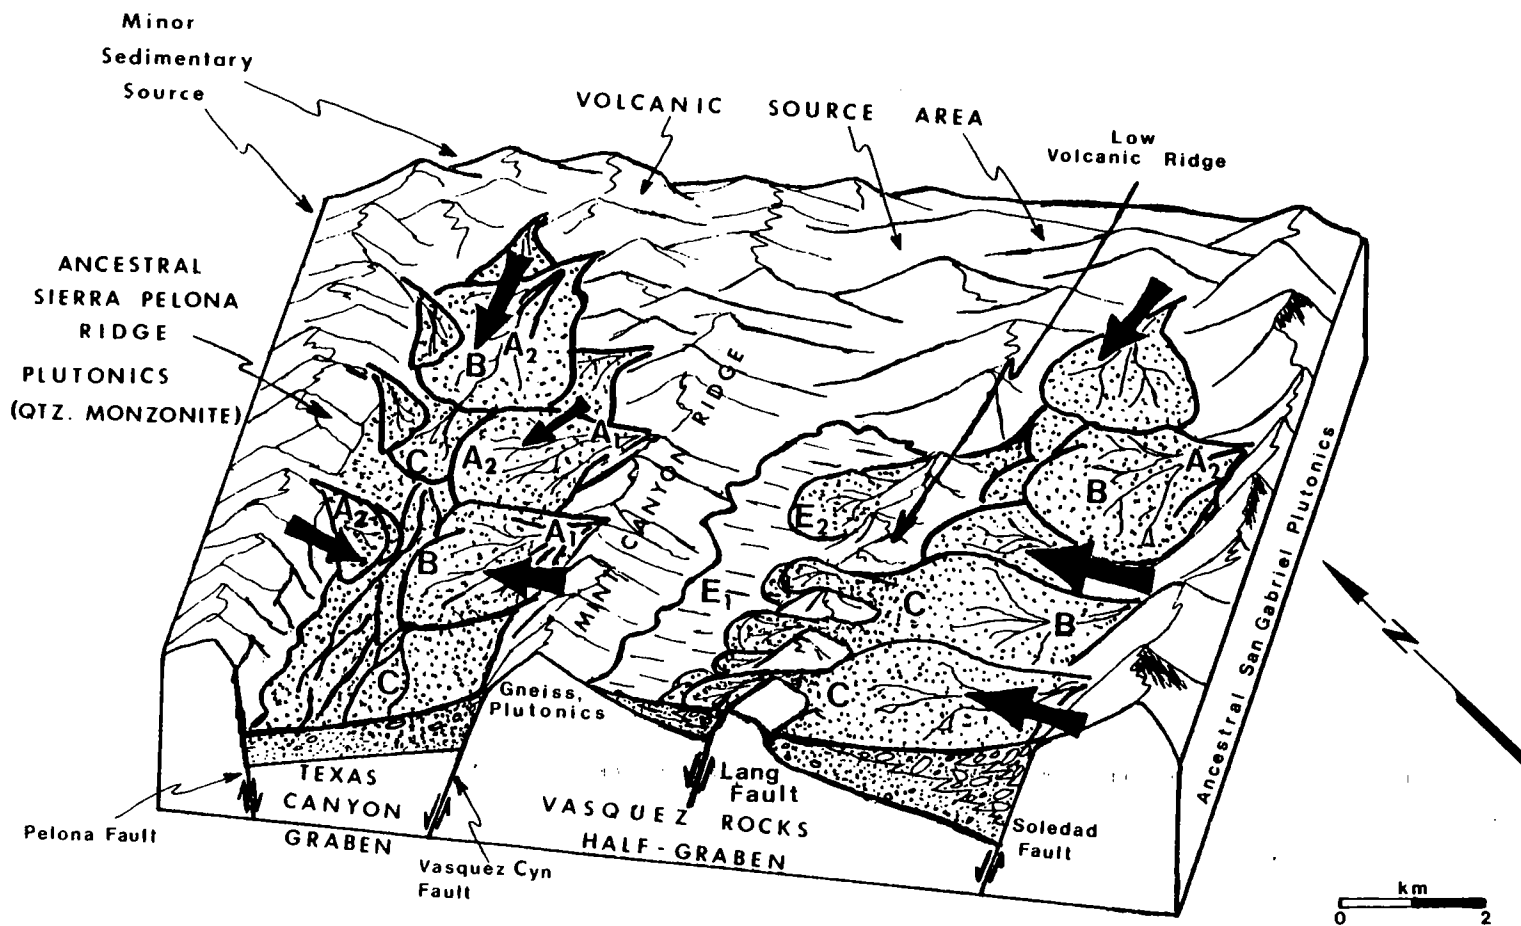 Minor
Sedimentary
Source
VOLCANIC SOURCE AREA
Low
Volcanic Ridge
ANCESTRAL
SIERRA PELONA
RIDGE
PLUTONICS
(QTZ. MONZONITE)
B A2
A1
C A2
A2
B A1
C
MINT CANYON RIDGE
E2
E1
A2
B
A
C B
C
Gneiss,
Plutonics
Ancestral San Gabriel Plutonics
N
TEXAS
CANYON
GRABEN
Pelona Fault
Vasquez Cyn
Fault
VASQUEZ ROCKS
HALF-GRABEN
Lang
Fault
Soledad
Fault
km
0 2